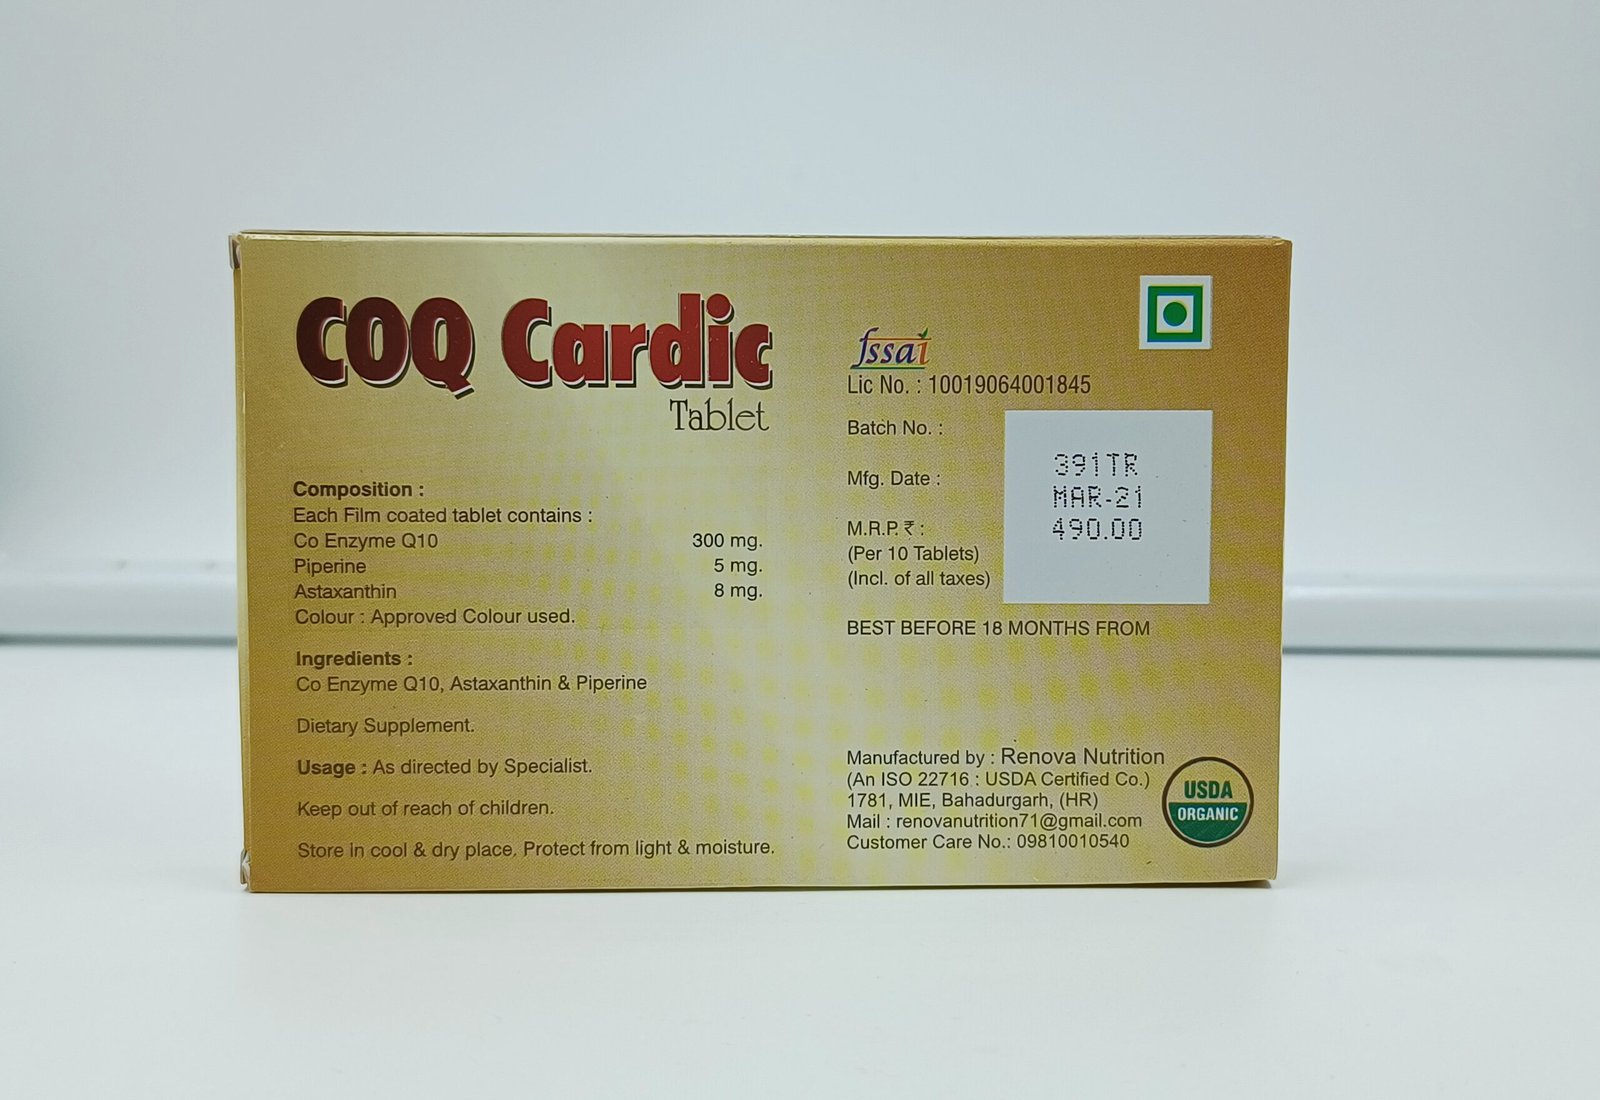 COQ Cardic
Tablet
Composition :
Each Film coated tablet contains :
Co Enzyme Q10 300 mg.
Piperine 5 mg.
Astaxanthin 8 mg.
Colour : Approved Colour used.
Ingredients :
Co Enzyme Q10, Astaxanthin & Piperine
Dietary Supplement.
Usage : As directed by Specialist.
Keep out of reach of children.
Store in cool & dry place. Protect from light & moisture.
fssai
Lic No. : 10019064001845
Batch No. : 391TR
Mfg. Date : MAR-21
M.R.P. ₹ : 490.00
(Per 10 Tablets)
(Incl. of all taxes)
BEST BEFORE 18 MONTHS FROM
Manufactured by : Renova Nutrition
(An ISO 22716 : USDA Certified Co.)
1781, MIE, Bahadurgarh, (HR)
Mail : renovanutrition71@gmail.com
Customer Care No.: 09810010540
USDA
ORGANIC